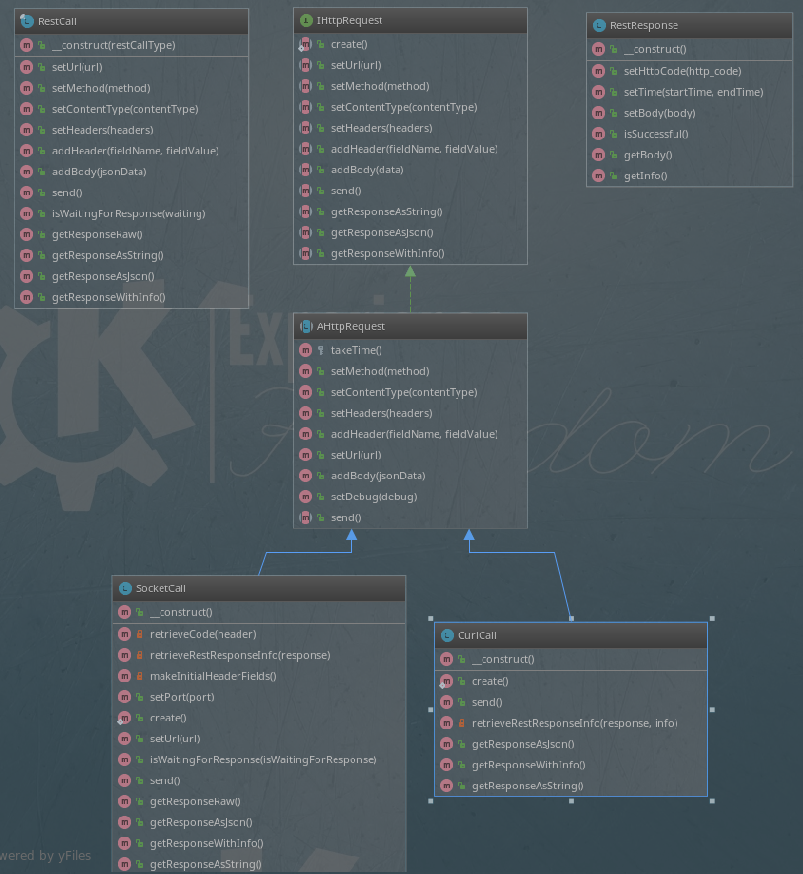 RestCall
__construct(restCallType)
setUrl(url)
setMethod(method)
setContentType(contentType)
setHeaders(headers)
addHeader(fieldName, fieldValue)
addBody(jsonData)
send()
isWaitingForResponse(waiting)
getResponseRaw()
getResponseAsString()
getResponseAsJson()
getResponseWithInfo()
IHttpRequest
create()
setUrl(url)
setMethod(method)
setContentType(contentType)
setHeaders(headers)
addHeader(fieldName, fieldValue)
addBody(data)
send()
getResponseAsString()
getResponseAsJson()
getResponseWithInfo()
RestResponse
__construct()
setHttpCode(http_code)
setTime(startTime, endTime)
setBody(body)
isSuccessful()
getBody()
getInfo()
AHttpRequest
takeTime()
setMethod(method)
setContentType(contentType)
setHeaders(headers)
addHeader(fieldName, fieldValue)
setUrl(url)
addBody(jsonData)
setDebug(debug)
send()
SocketCall
__construct()
retrieveCode(header)
retrieveRestResponseInfo(response)
makeInitialHeaderFields()
setPort(port)
create()
setUrl(url)
isWaitingForResponse(isWaitingForResponse)
send()
getResponseRaw()
getResponseAsJson()
getResponseWithInfo()
getResponseAsString()
CurlCall
__construct()
create()
send()
retrieveRestResponseInfo(response, info)
getResponseAsJson()
getResponseWithInfo()
getResponseAsString()
wered by yFiles